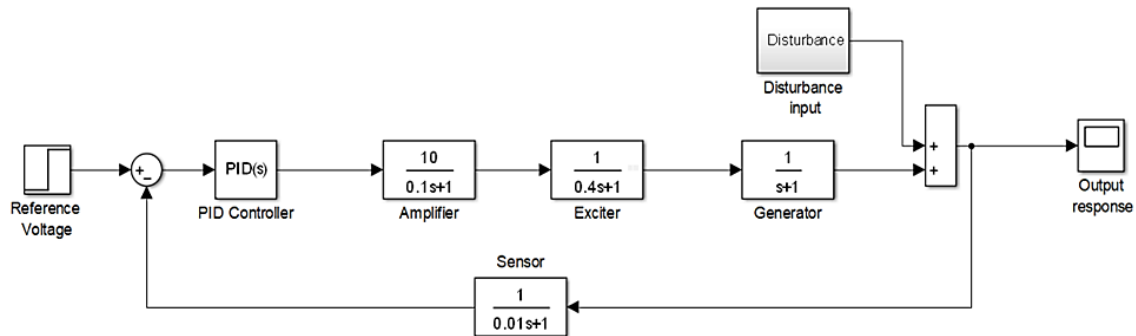 Disturbance
Disturbance
input
+
+
+
-
PID(s)
10
0.1s+1
1
0.4s+1
1
s+1
Reference
Voltage
PID Controller
Amplifier
Exciter
Generator
Output
response
Sensor
1
0.01s+1